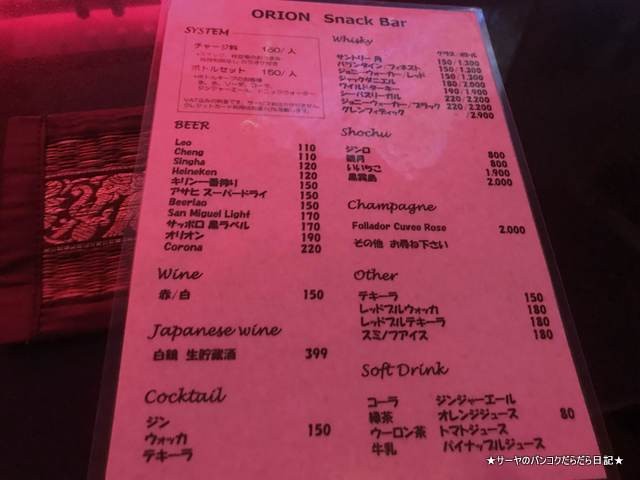 ORION Snack Bar
SYSTEM
チャージ料 160/人
ボトルセット 150/人
BEER
Leo 110
Cheng 110
Singha 120
HeineKen 120
キリン一番搾り 150
アサヒ スーパードライ 150
Beerlao 150
San Miguel Light 170
サッポロ 黒ラベル 170
オリオン 190
Corona 220
Wine
赤/白 150
Japanese wine
白鶴 生貯蔵酒 399
Cocktail
ジン
ウォッカ 150
テキーラ
Whisky
グラス/ボトル
サントリー 角 150/1.300
バランタイン/ファイネスト 150/1.300
ジョニーウォーカー/レッド 150/1.300
ジャックダニエル 180/2.000
ワイルドターキー 190/1.900
シーバスリーガル 220/2.200
ジョニーウォーカー/ブラック 220/2.200
グレンフィディック /2.900
Shochu
ジンロ 800
鏡月 800
いいちこ 1.900
黒霧島 2.000
Champagne
Follador Cuvee Rose 2.000
その他 お尋ね下さい
Other
テキーラ 150
レッドブルウォッカ 180
レッドブルテキーラ 180
スミノフアイス 180
Soft Drink
コーラ ジンジャーエール
緑茶 オレンジジュース 80
ウーロン茶 トマトジュース
牛乳 パイナップルジュース
★サーヤのバンコクだらだら日記★